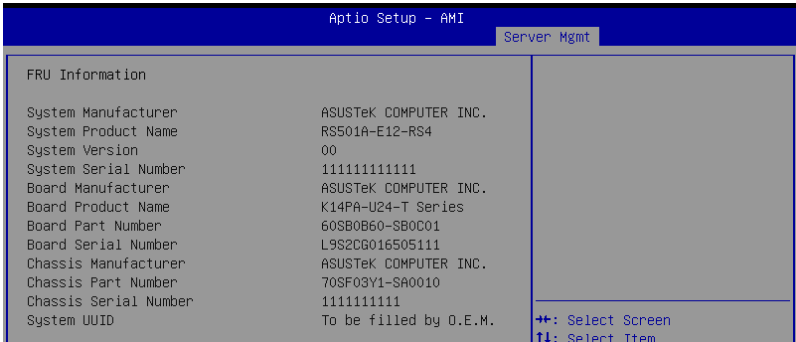 Aptio Setup - AMI
Server Mgmt
FRU Information
System Manufacturer ASUSTeK COMPUTER INC.
System Product Name RS501A-E12-RS4
System Version 00
System Serial Number 111111111111
Board Manufacturer ASUSTeK COMPUTER INC.
Board Product Name K14PA-U24-T Series
Board Part Number 60SB0B60-SB0C01
Board Serial Number L9S2CG016505111
Chassis Manufacturer ASUSTeK COMPUTER INC.
Chassis Part Number 70SF03Y1-SA0010
Chassis Serial Number 1111111111
System UUID To be filled by O.E.M.
→←: Select Screen
↑↓: Select Item